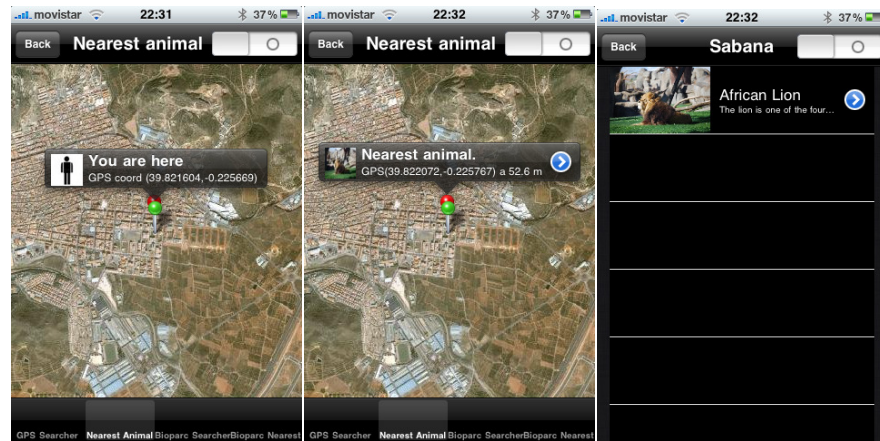 movistar 22:31 37%
Back Nearest animal
You are here
GPS coord (39.821604,-0.225669)
GPS Searcher Nearest Animal Bioparc Searcher Bioparc Nearest
movistar 22:32 37%
Back Nearest animal
Nearest animal.
GPS(39.822072,-0.225767) a 52.6 m
GPS Searcher Nearest Animal Bioparc Searcher Bioparc Nearest
movistar 22:32 37%
Back Sabana
African Lion
The lion is one of the four...